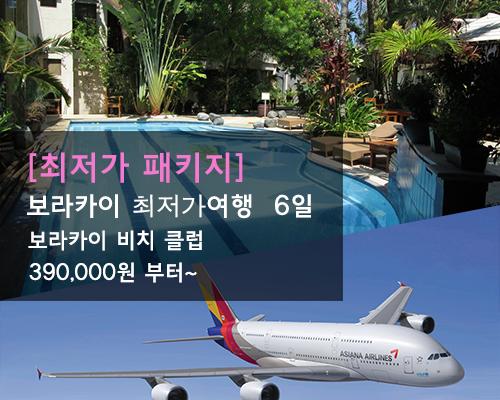 [최저가 패키지]
보라카이 최저가여행 6일
보라카이 비치 클럽
390,000원 부터~
ASIANA AIRLINES